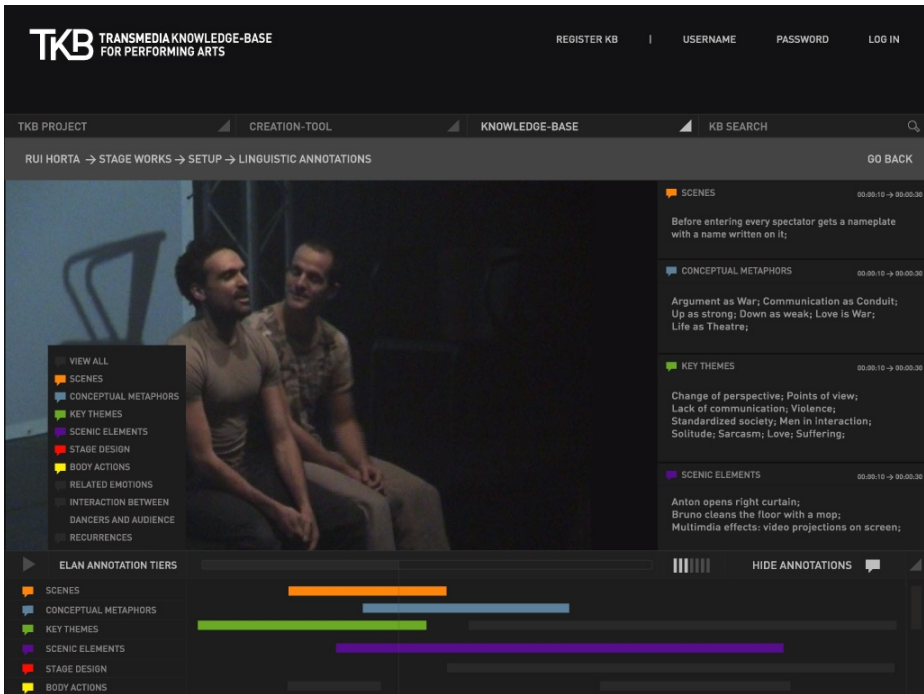 TKB TRANSMEDIA KNOWLEDGE-BASE
FOR PERFORMING ARTS
REGISTER KB | USERNAME PASSWORD LOG IN
TKB PROJECT CREATION-TOOL KNOWLEDGE-BASE KB SEARCH
RUI HORTA → STAGE WORKS → SETUP → LINGUISTIC ANNOTATIONS GO BACK
SCENES 00:00:10 → 00:00:30
Before entering every spectator gets a nameplate
with a name written on it;
CONCEPTUAL METAPHORS 00:00:10 → 00:00:30
Argument as War; Communication as Conduit;
Up as strong; Down as weak; Love is War;
Life as Theatre;
KEY THEMES 00:00:10 → 00:00:30
Change of perspective; Points of view;
Lack of communication; Violence;
Standardized society; Men in interaction;
Solitude; Sarcasm; Love; Suffering;
SCENIC ELEMENTS 00:00:10 → 00:00:30
Anton opens right curtain;
Bruno cleans the floor with a mop;
Multimdia effects: video projections on screen;
VIEW ALL
SCENES
CONCEPTUAL METAPHORS
KEY THEMES
SCENIC ELEMENTS
STAGE DESIGN
BODY ACTIONS
RELATED EMOTIONS
INTERACTION BETWEEN
DANCERS AND AUDIENCE
RECURRENCES
ELAN ANNOTATION TIERS HIDE ANNOTATIONS
SCENES
CONCEPTUAL METAPHORS
KEY THEMES
SCENIC ELEMENTS
STAGE DESIGN
BODY ACTIONS